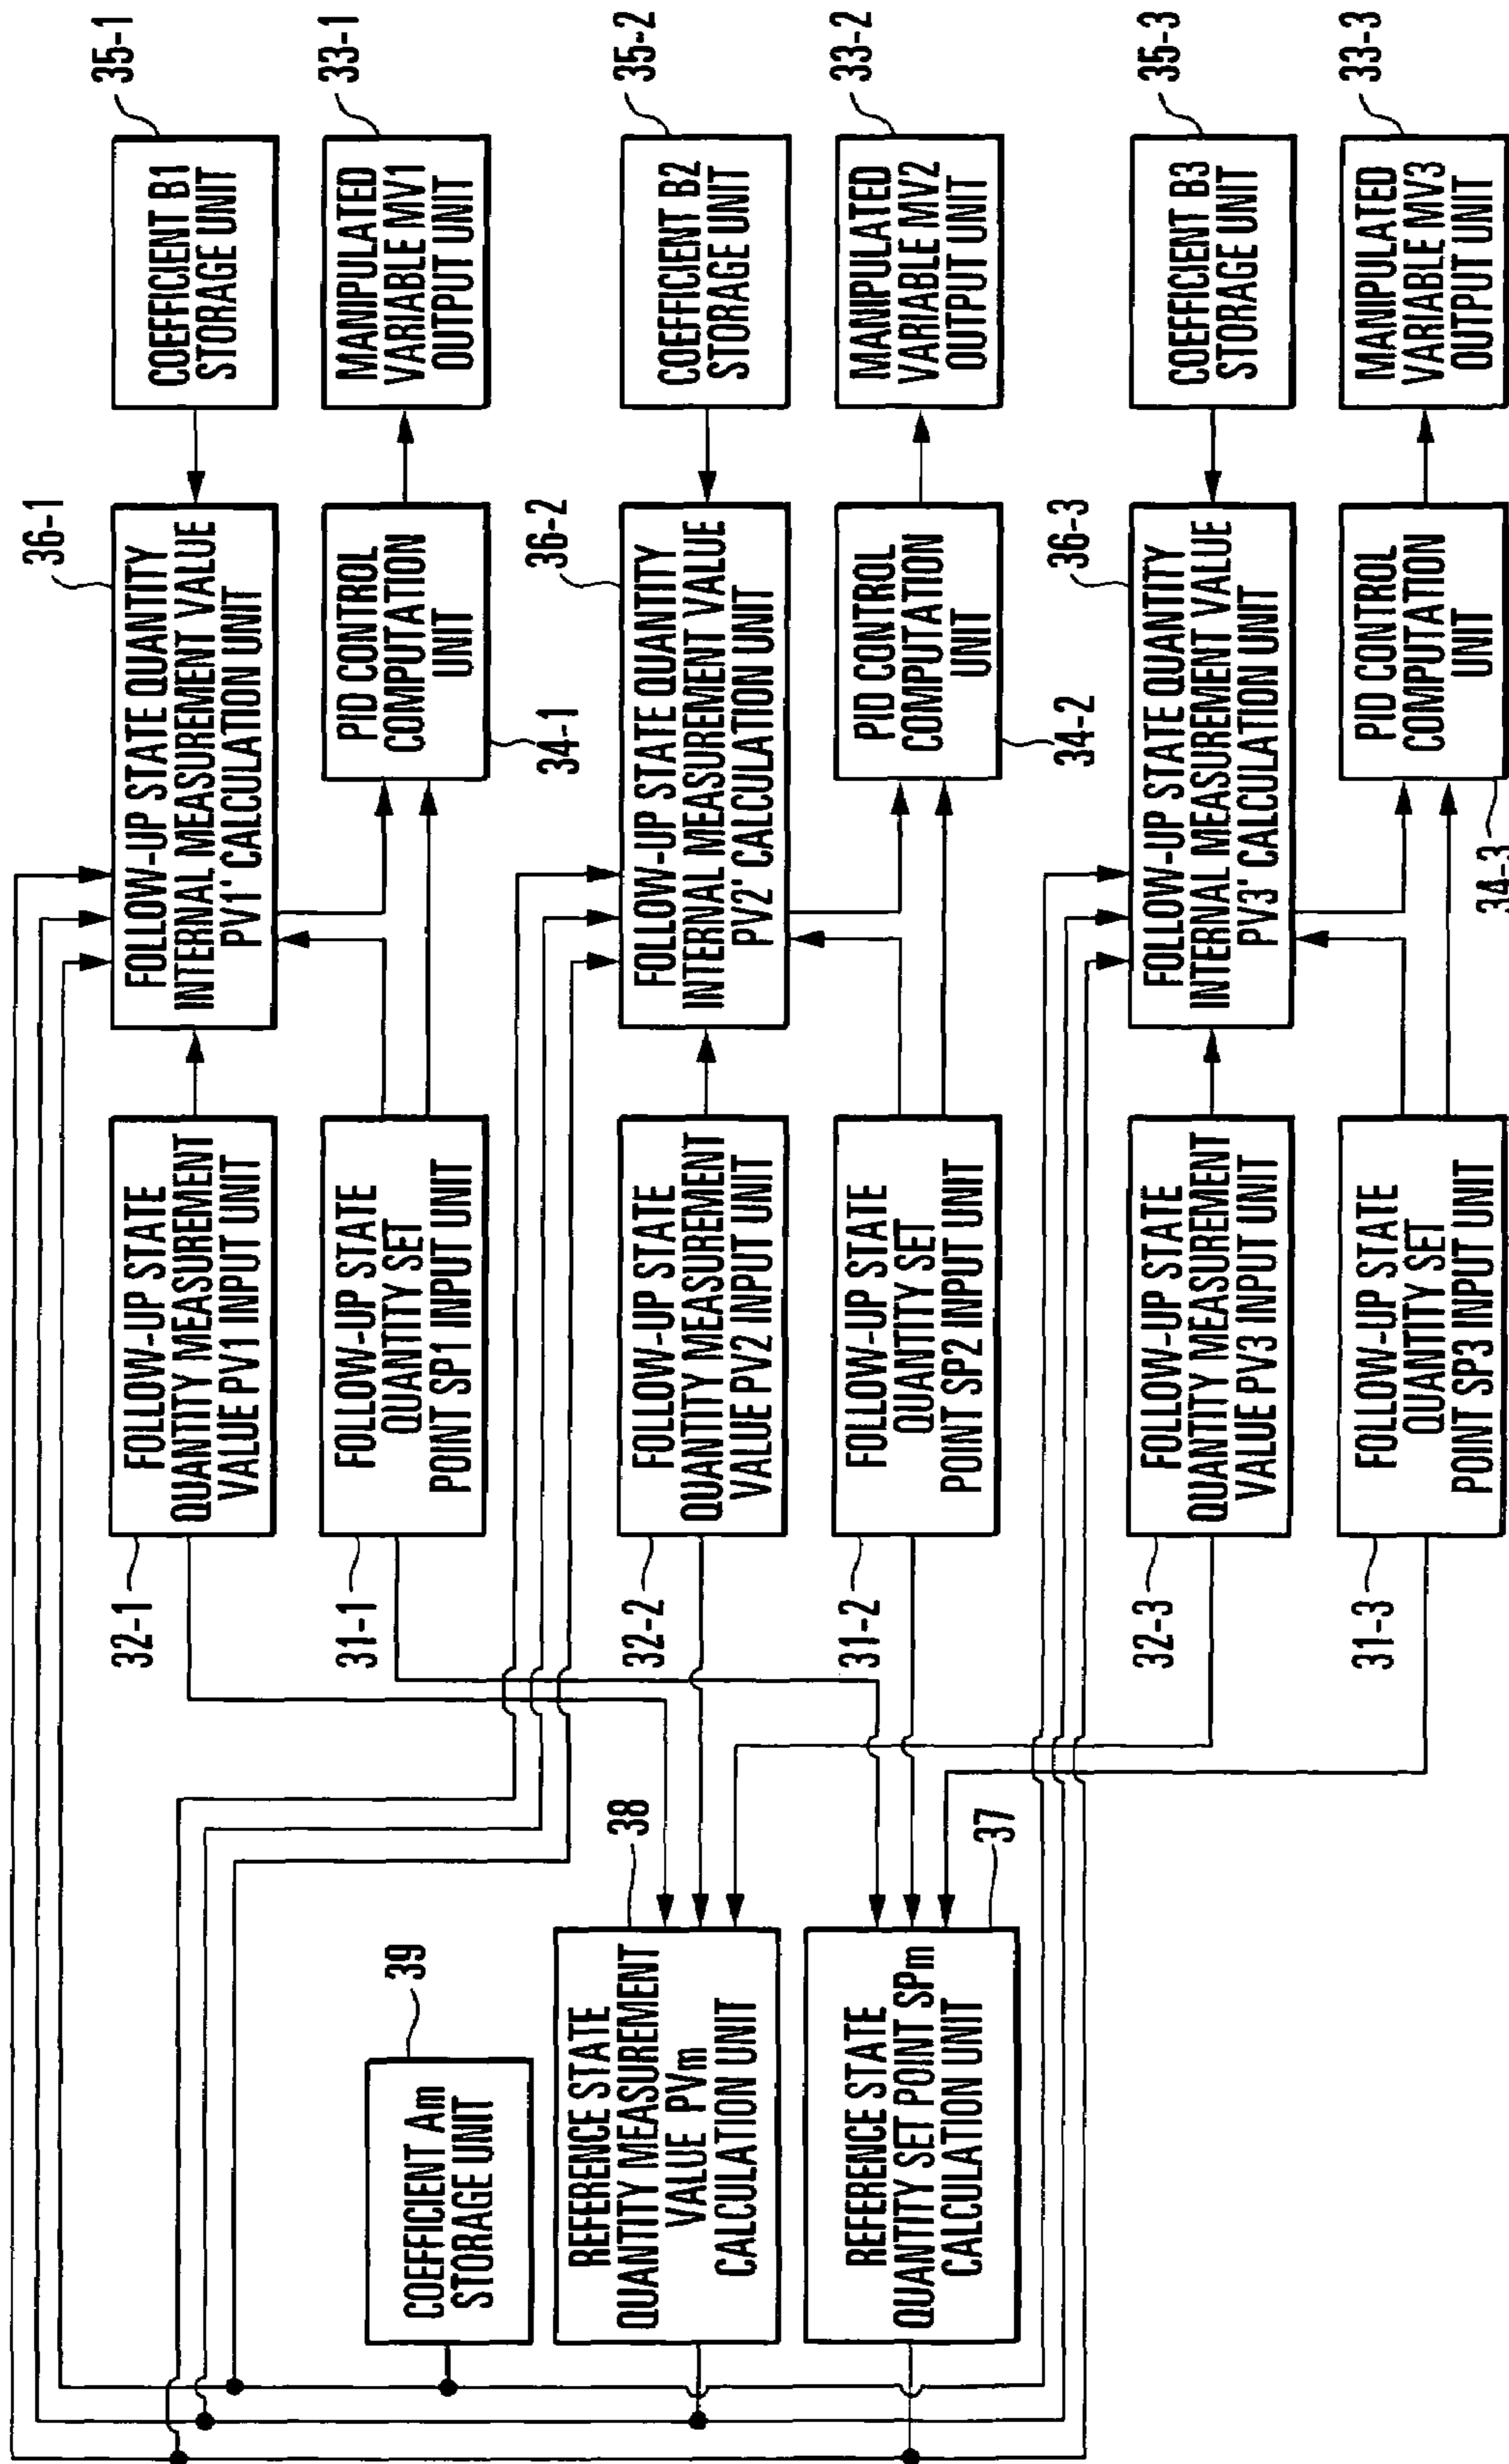 35-1
COEFFICIENT B1
STORAGE UNIT
33-1
MANIPULATED
VARIABLE MV1
OUTPUT UNIT
36-1
FOLLOW-UP STATE QUANTITY
INTERNAL MEASUREMENT VALUE
PV1' CALCULATION UNIT
PID CONTROL
COMPUTATION
UNIT
34-1
32-1
FOLLOW-UP STATE
QUANTITY MEASUREMENT
VALUE PV1 INPUT UNIT
31-1
FOLLOW-UP STATE
QUANTITY SET
POINT SP1 INPUT UNIT
35-2
COEFFICIENT B2
STORAGE UNIT
33-2
MANIPULATED
VARIABLE MV2
OUTPUT UNIT
36-2
FOLLOW-UP STATE QUANTITY
INTERNAL MEASUREMENT VALUE
PV2' CALCULATION UNIT
PID CONTROL
COMPUTATION
UNIT
34-2
32-2
FOLLOW-UP STATE
QUANTITY MEASUREMENT
VALUE PV2 INPUT UNIT
31-2
FOLLOW-UP STATE
QUANTITY SET
POINT SP2 INPUT UNIT
35-3
COEFFICIENT B3
STORAGE UNIT
33-3
MANIPULATED
VARIABLE MV3
OUTPUT UNIT
36-3
FOLLOW-UP STATE QUANTITY
INTERNAL MEASUREMENT VALUE
PV3' CALCULATION UNIT
PID CONTROL
COMPUTATION
UNIT
34-3
32-3
FOLLOW-UP STATE
QUANTITY MEASUREMENT
VALUE PV3 INPUT UNIT
31-3
FOLLOW-UP STATE
QUANTITY SET
POINT SP3 INPUT UNIT
39
COEFFICIENT Am
STORAGE UNIT
38
REFERENCE STATE
QUANTITY MEASUREMENT
VALUE PVm
CALCULATION UNIT
37
REFERENCE STATE
QUANTITY SET POINT SPm
CALCULATION UNIT